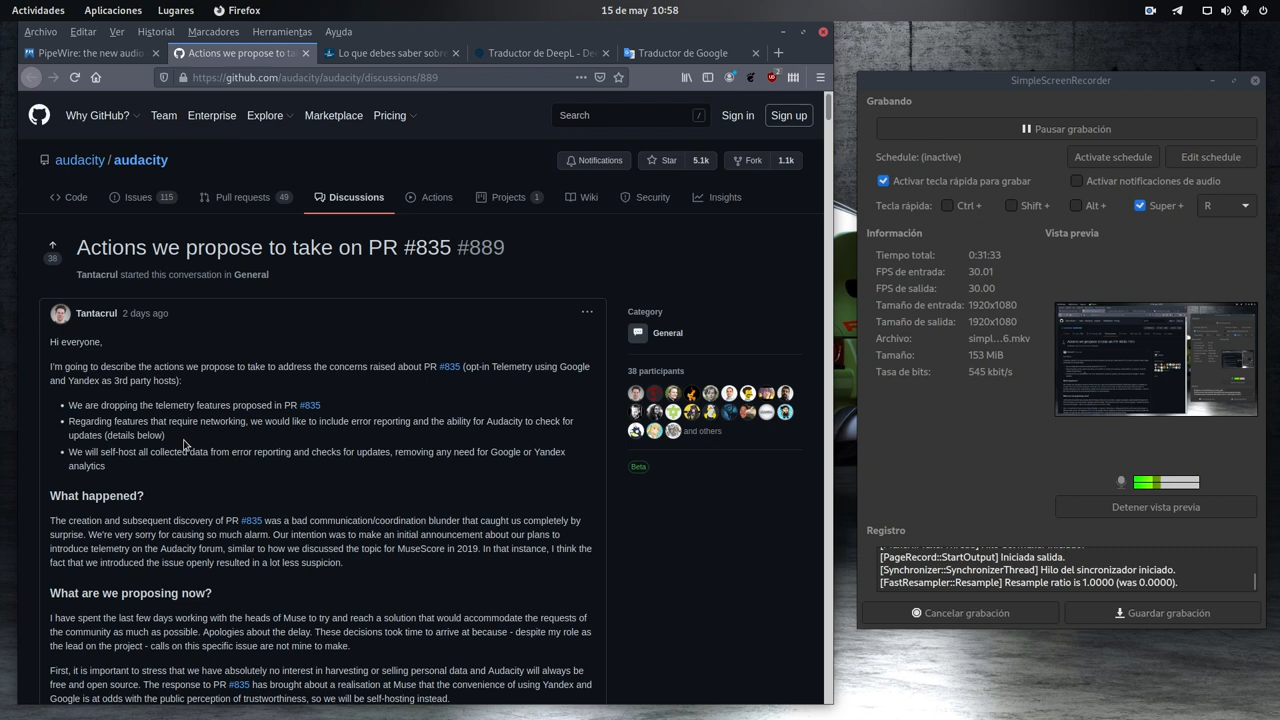 Actividades Aplicaciones Lugares Firefox 15 de may 10:58
Archivo Editar Ver Historial Marcadores Herramientas Ayuda
PipeWire: the new audio Actions we propose to ta Lo que debes saber sobr Traductor de DeepL - De Traductor de Google
https://github.com/audacity/audacity/discussions/889
2
Why GitHub? Team Enterprise Explore Marketplace Pricing Search / Sign in Sign up
audacity / audacity
Notifications Star 5.1k Fork 1.1k
Code Issues 115 Pull requests 49 Discussions Actions Projects 1 Wiki Security Insights
38
Actions we propose to take on PR #835 #889
Tantacrul started this conversation in General
Tantacrul 2 days ago
Hi everyone,
I'm going to describe the actions we propose to take to address the concerns raised about PR #835 (opt-in Telemetry using Google
and Yandex as 3rd party hosts):
• We are dropping the telemetry features proposed in PR #835
• Regarding features that require networking, we would like to include error reporting and the ability for Audacity to check for
updates (details below)
• We will self-host all collected data from error reporting and checks for updates, removing any need for Google or Yandex
analytics
What happened?
The creation and subsequent discovery of PR #835 was a bad communication/coordination blunder that caught us completely by
surprise. We're very sorry for causing so much alarm. Our intention was to make an initial announcement about our plans to
introduce telemetry on the Audacity forum, similar to how we discussed the topic for MuseScore in 2019. In that instance, I think the
fact that we introduced the issue openly resulted in a lot less suspicion.
What are we proposing now?
I have spent the last few days working with the heads of Muse to try and reach a solution that would accommodate the requests of
the community as much as possible. Apologies about the delay. These decisions took time to arrive at because - despite my role as
the lead on the project - calls on this specific issue are not mine to make.
First, it is important to stress that we have absolutely no interest in harvesting or selling personal data and Audacity will always be
free and open source. The response to PR #835 has brought about a realisation at Muse that the convenience of using Yandex and
Google is at odds with the public perception of trustworthiness, so we will be self-hosting instead.
Category
General
38 participants
and others
Beta
SimpleScreenRecorder
Grabando
Pausar grabación
Schedule: (inactive) Activate schedule Edit schedule
Activar tecla rápida para grabar Activar notificaciones de audio
Tecla rápida: Ctrl + Shift + Alt + Super + R
Información Vista previa
Tiempo total: 0:31:33
FPS de entrada: 30.01
FPS de salida: 30.00
Tamaño de entrada: 1920x1080
Tamaño de salida: 1920x1080
Archivo: simpl...6.mkv
Tamaño: 153 MiB
Tasa de bits: 545 kbit/s
Detener vista previa
Registro
[PageRecord::StartOutput] Iniciada salida.
[Synchronizer::SynchronizerThread] Hilo del sincronizador iniciado.
[FastResampler::Resample] Resample ratio is 1.0000 (was 0.0000).
Cancelar grabación Guardar grabación